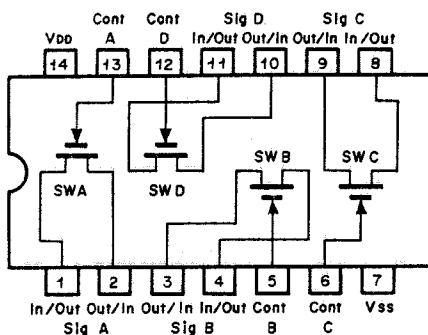 Cont Cont Sig D Sig C
VDD A D In/Out Out/In Out/In In/Out
14 13 12 11 10 9 8
SWB SWC
SWA SWD
1 2 3 4 5 6 7
In/Out Out/In Out/In In/Out Cont Cont Vss
Sig A Sig B B C